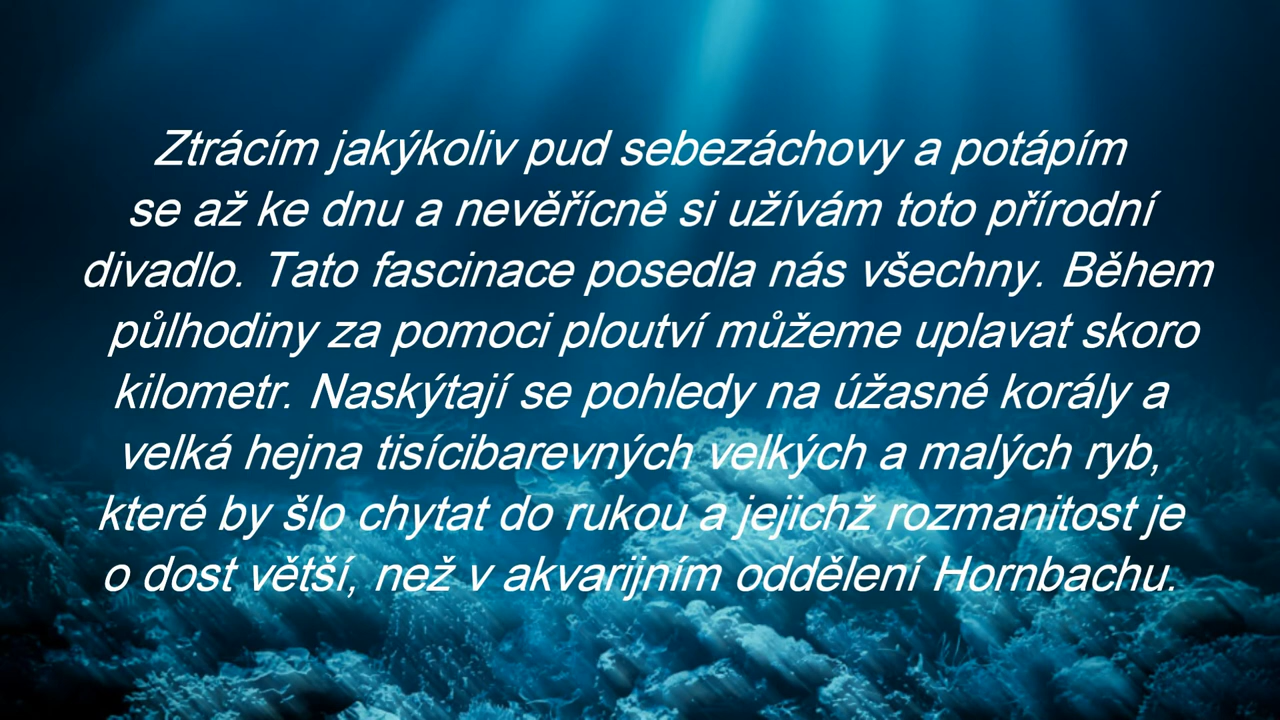 Ztrácím jakýkoliv pud sebezáchovy a potápím
se až ke dnu a nevěřícně si užívám toto přírodní
divadlo. Tato fascinace posedla nás všechny. Během
půlhodiny za pomoci ploutví můžeme uplavat skoro
kilometr. Naskýtají se pohledy na úžasné korály a
velká hejna tisícibarevných velkých a malých ryb,
které by šlo chytat do rukou a jejichž rozmanitost je
o dost větší, než v akvarijním oddělení Hornbachu.